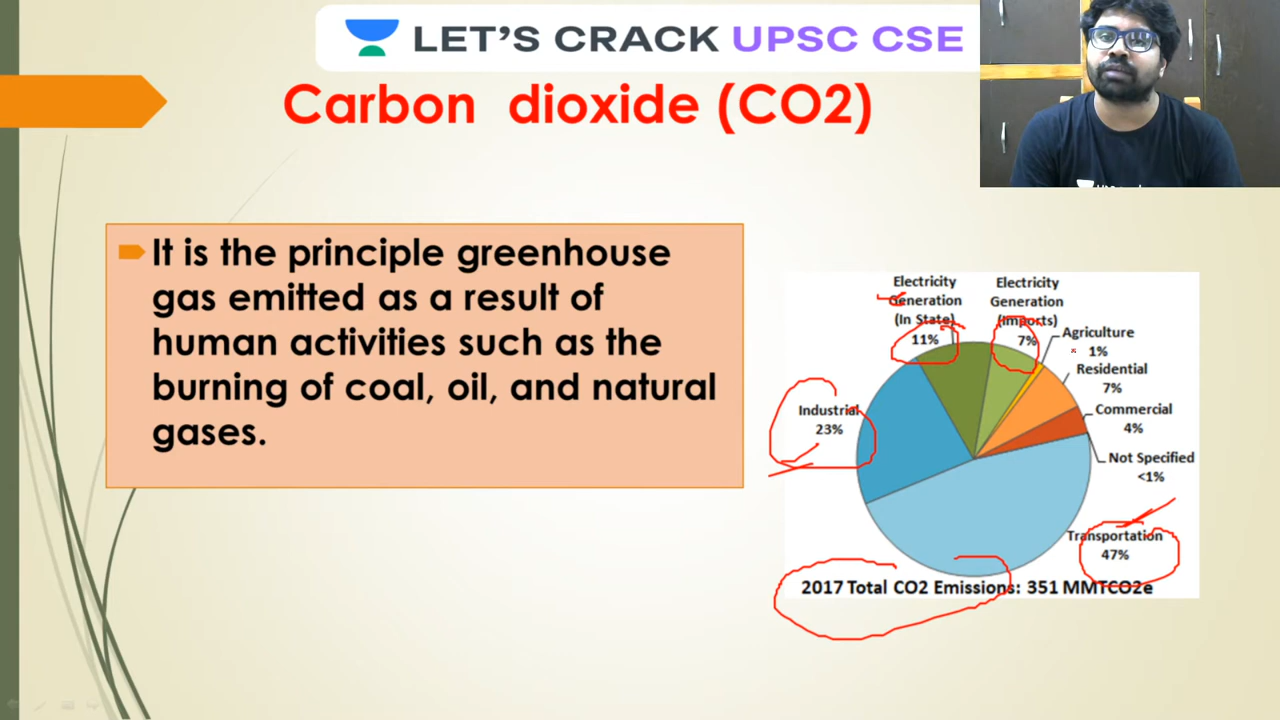 LET'S CRACK UPSC CSE
Carbon dioxide (CO2)
It is the principle greenhouse
gas emitted as a result of
human activities such as the
burning of coal, oil, and natural
gases.
Electricity
Generation
(In State)
11%
Electricity
Generation
(Imports)
7%
Agriculture
1%
Residential
7%
Commercial
4%
Not Specified
<1%
Transportation
47%
Industrial
23%
2017 Total CO2 Emissions: 351 MMTCO2e